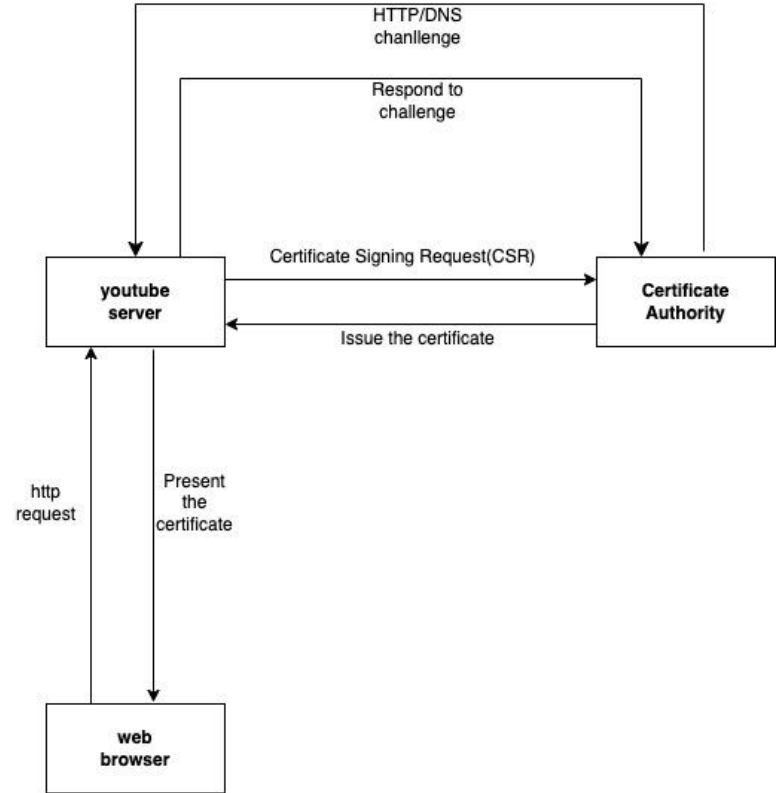 HTTP/DNS
chanllenge
Respond to
challenge
Certificate Signing Request(CSR)
youtube
server
Certificate
Authority
Issue the certificate
http
request
Present
the
certificate
web
browser